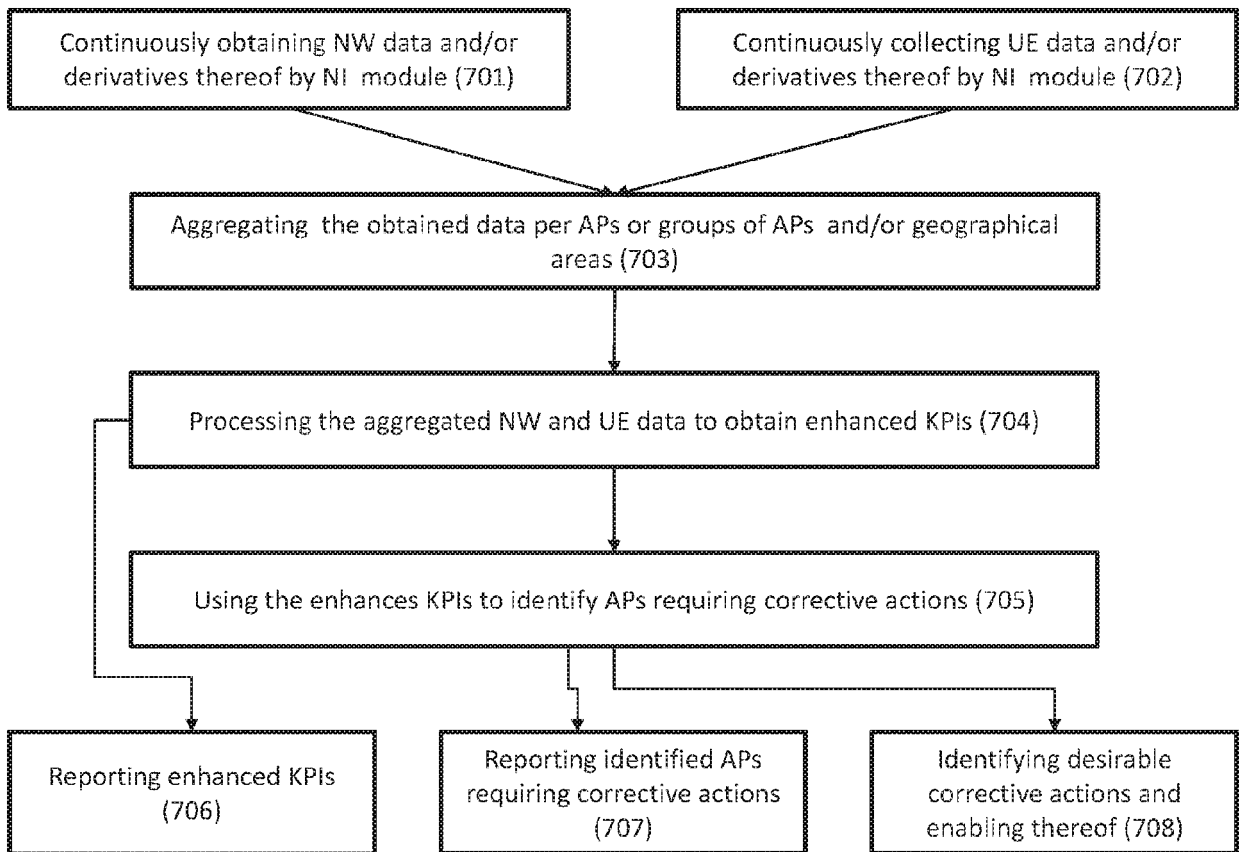 Continuously obtaining NW data and/or
derivatives thereof by NI module (701)
Continuously collecting UE data and/or
derivatives thereof by NI module (702)
Aggregating the obtained data per APs or groups of APs and/or geographical
areas (703)
Processing the aggregated NW and UE data to obtain enhanced KPIs (704)
Using the enhances KPIs to identify APs requiring corrective actions (705)
Reporting enhanced KPIs
(706)
Reporting identified APs
requiring corrective actions
(707)
Identifying desirable
corrective actions and
enabling thereof (708)